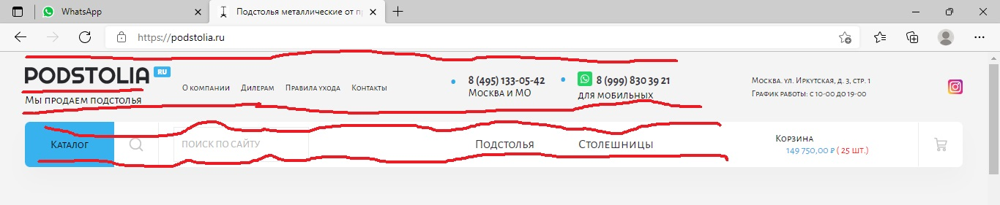 WhatsApp
Подстолья металлические от пр
https://podstolia.ru
PODSTOLIA RU
О КОМПАНИИ ДИЛЕРАМ ПРАВИЛА УХОДА КОНТАКТЫ
8 (495) 133-05-42 8 (999) 830 39 21
МОСКВА И МО ДЛЯ МОБИЛЬНЫХ
МОСКВА. УЛ. ИРКУТСКАЯ, Д. 3, СТР. 1
ГРАФИК РАБОТЫ: С 10-00 ДО 19-00
МЫ ПРОДАЕМ ПОДСТОЛЬЯ
КАТАЛОГ ПОИСК ПО САЙТУ ПОДСТОЛЬЯ СТОЛЕШНИЦЫ
КОРЗИНА
149 750,00 ₽ ( 25 ШТ.)